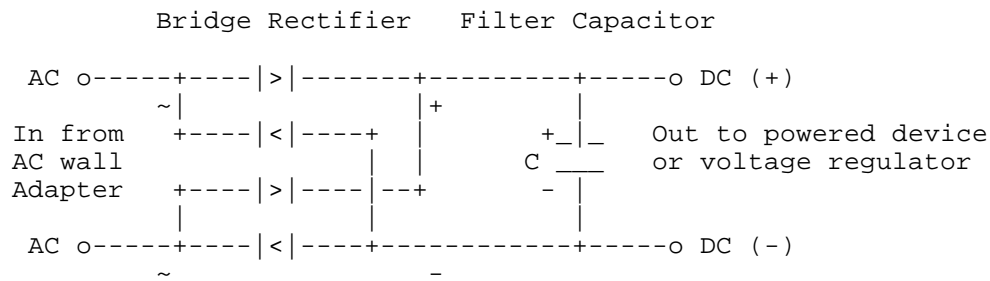 Bridge Rectifier   Filter Capacitor

 AC o-----+----|>|-------+---------+-----o DC (+)
         ~|              |+        |
In from   +----|<|----+  |       +_|_   Out to powered device
AC wall               |  |      C ___   or voltage regulator
Adapter   +----|>|----|--+       - |
          |           |            |
 AC o-----+----|<|----+------------+-----o DC (-)
         ~               -